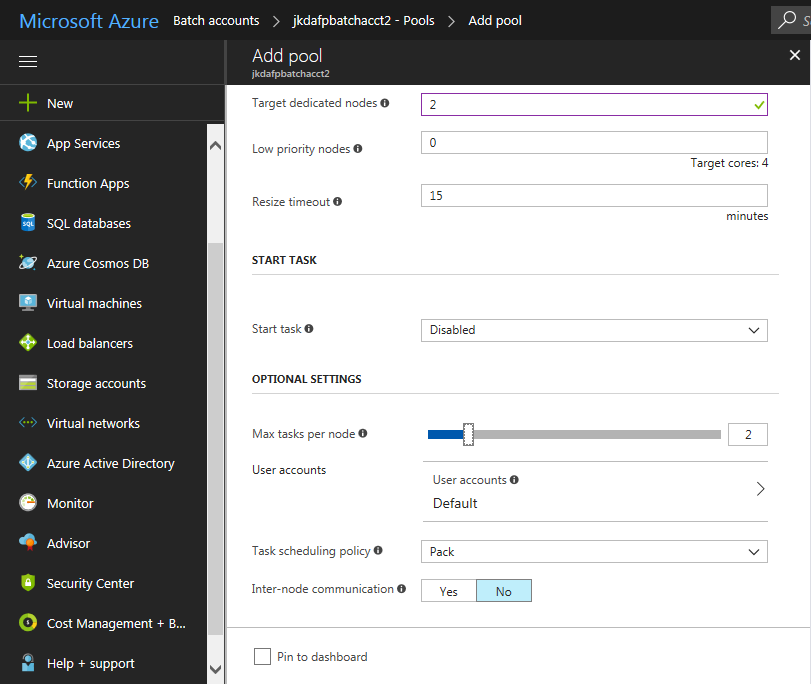 Microsoft Azure Batch accounts > jkdafpbatchacct2 - Pools > Add pool
Add pool
jkdafpbatchacct2
New
App Services
Function Apps
SQL databases
Azure Cosmos DB
Virtual machines
Load balancers
Storage accounts
Virtual networks
Azure Active Directory
Monitor
Advisor
Security Center
Cost Management + B...
Help + support
Target dedicated nodes 2
Low priority nodes 0
Target cores: 4
Resize timeout 15
minutes
START TASK
Start task Disabled
OPTIONAL SETTINGS
Max tasks per node 2
User accounts
User accounts
Default
Task scheduling policy Pack
Inter-node communication Yes No
Pin to dashboard